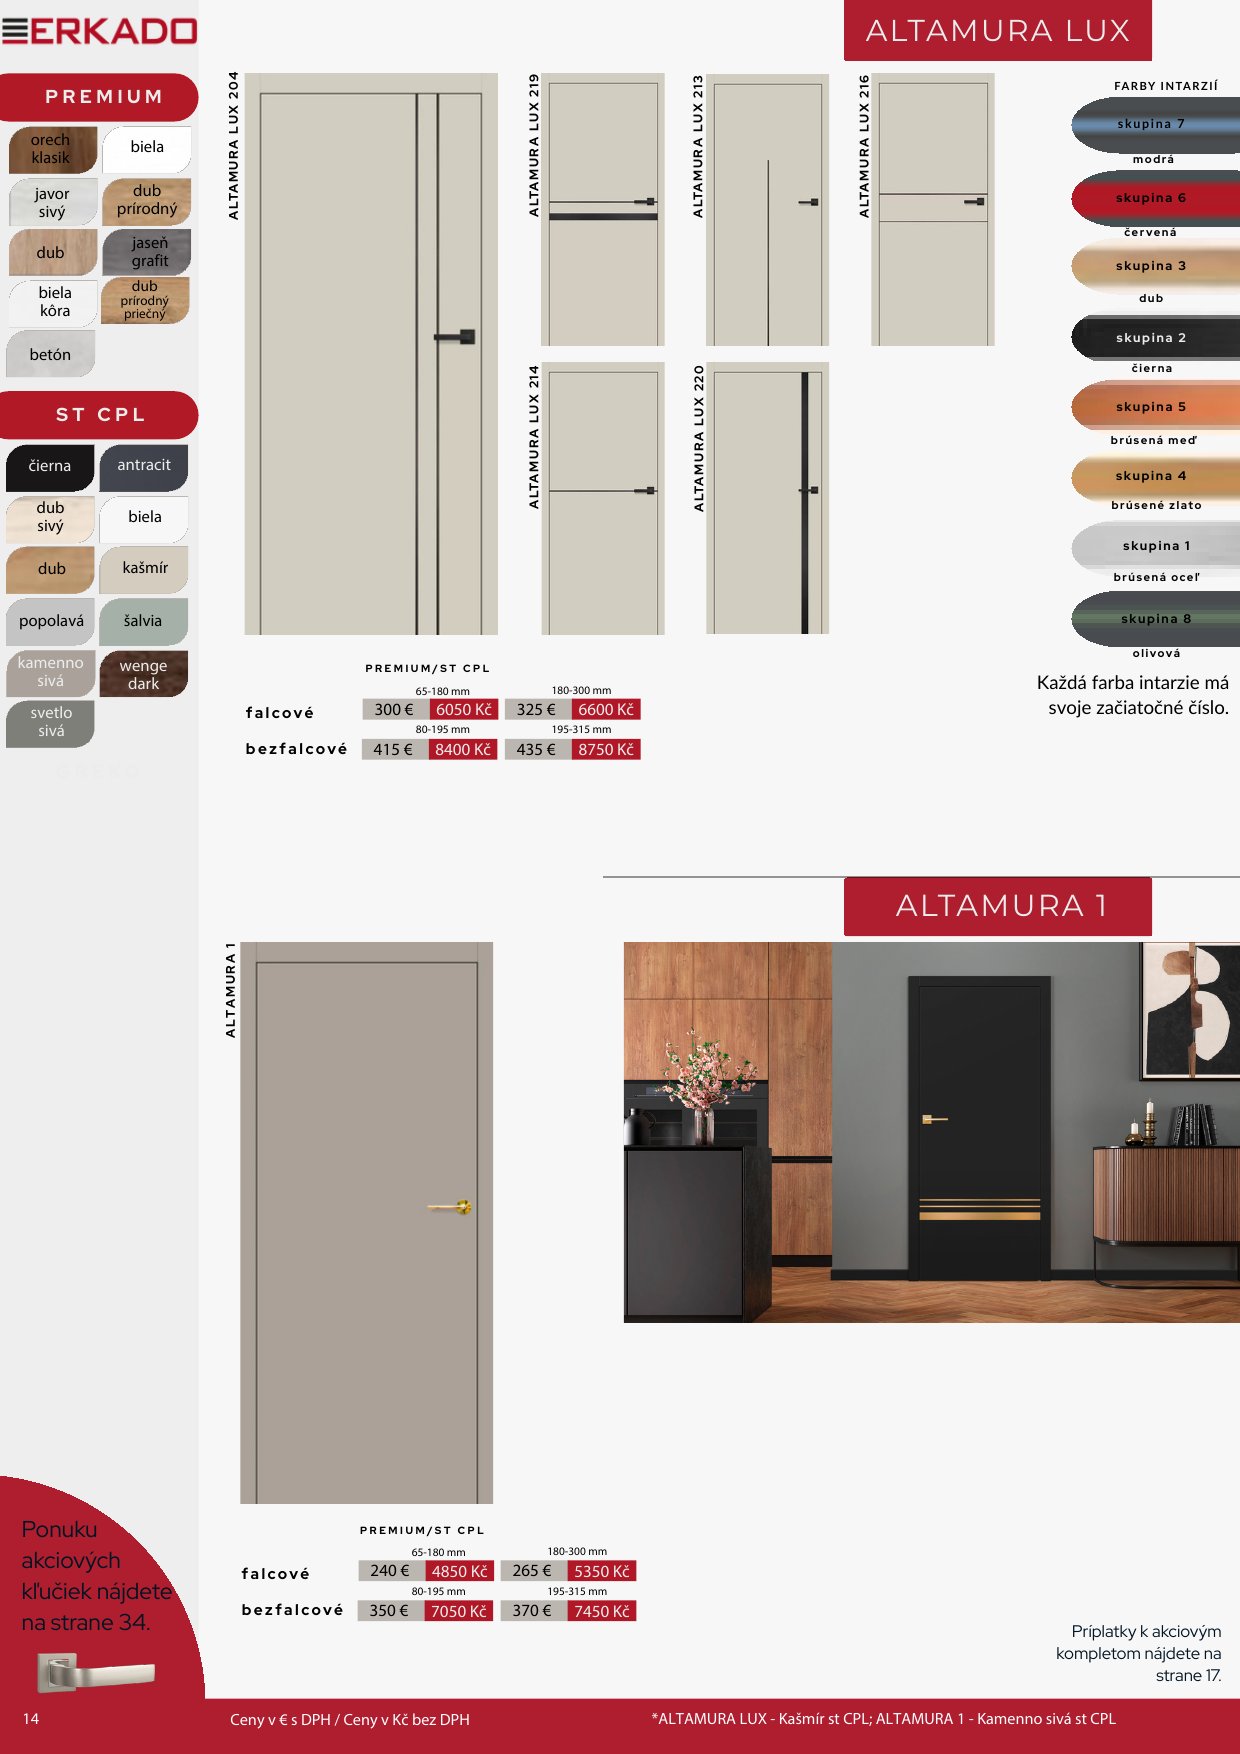 ERKADO
ALTAMURA LUX
PREMIUM
orech
klasik
biela
javor
sivý
dub
prírodný
dub
jaseň
grafit
biela
kôra
dub
prírodný
priečný
betón
ST CPL
čierna
antracit
dub
sivý
biela
dub
kašmír
popolavá
šalvia
kamenno
sivá
wenge
dark
svetlo
sivá
ALTAMURA LUX 204
ALTAMURA LUX 219
ALTAMURA LUX 213
ALTAMURA LUX 216
ALTAMURA LUX 214
ALTAMURA LUX 220
FARBY INTARZIÍ
skupina 7
modrá
skupina 6
červená
skupina 3
dub
skupina 2
čierna
skupina 5
brúsená meď
skupina 4
brúsené zlato
skupina 1
brúsená oceľ
skupina 8
olivová
Každá farba intarzie má
svoje začiatočné číslo.
PREMIUM/ST CPL
65-180 mm 180-300 mm
falcové 300 € 6050 Kč 325 € 6600 Kč
80-195 mm 195-315 mm
bezfalcové 415 € 8400 Kč 435 € 8750 Kč
ALTAMURA 1
ALTAMURA 1
PREMIUM/ST CPL
65-180 mm 180-300 mm
falcové 240 € 4850 Kč 265 € 5350 Kč
80-195 mm 195-315 mm
bezfalcové 350 € 7050 Kč 370 € 7450 Kč
Ponuku
akciových
kľučiek nájdete
na strane 34.
Príplatky k akciovým
kompletom nájdete na
strane 17.
14
Ceny v € s DPH / Ceny v Kč bez DPH
*ALTAMURA LUX - Kašmír st CPL; ALTAMURA 1 - Kamenno sivá st CPL